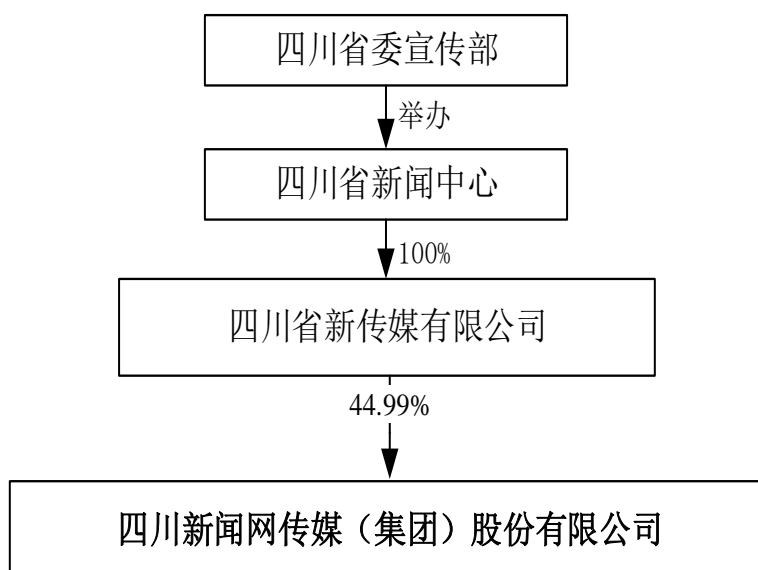 四川省委宣传部
举办
四川省新闻中心
100%
四川省新传媒有限公司
44.99%
四川新闻网传媒（集团）股份有限公司